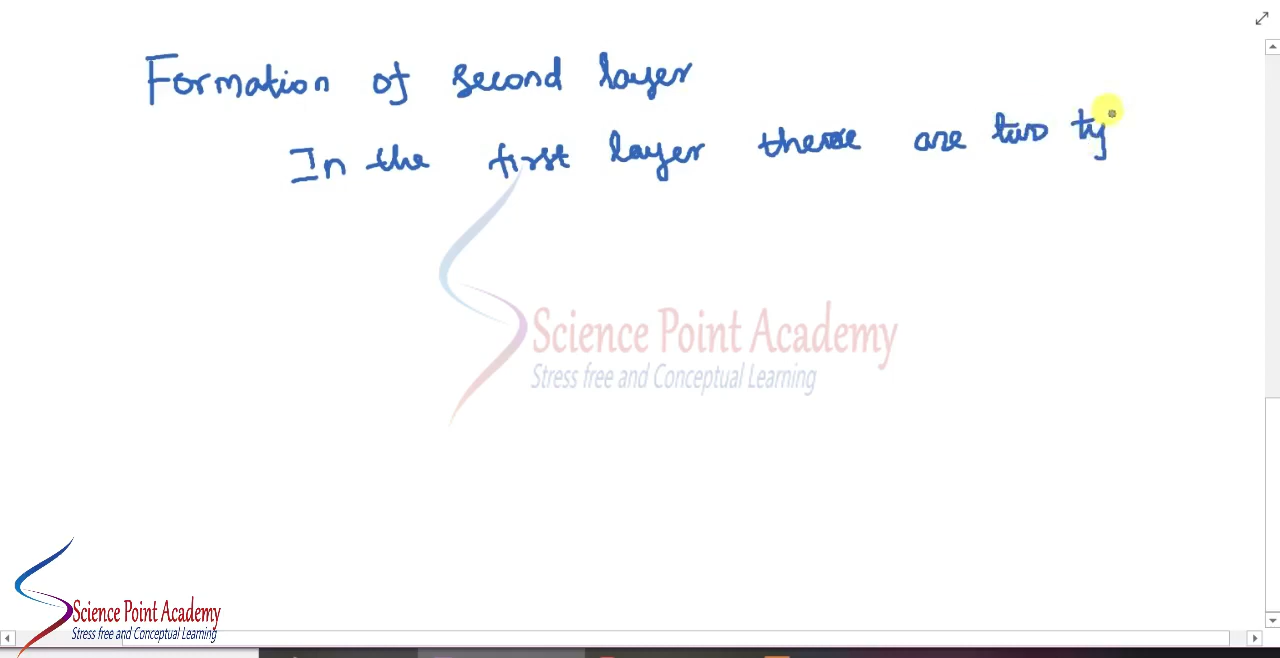 Formation of second layer
In the first layer there are two ty
Science Point Academy
Stress free and Conceptual Learning
Science Point Academy
Stress free and Conceptual Learning